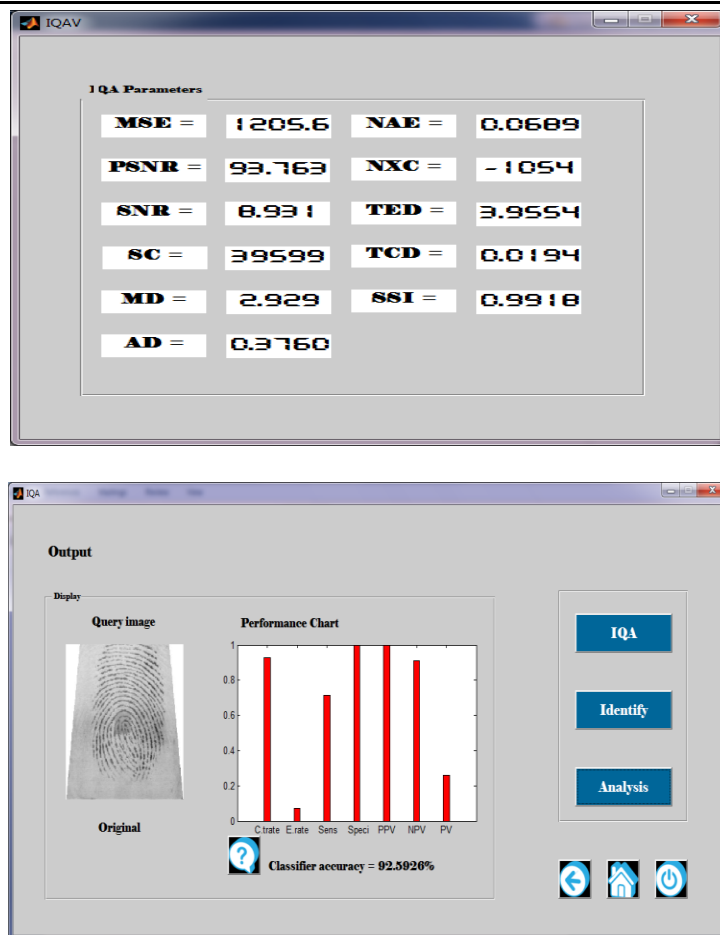 IQAV
IQA Parameters
MSE = 1205.6 NAE = 0.0689
PSNR = 93.763 NXC = -1054
SNR = 8.931 TED = 3.9554
SC = 39599 TCD = 0.0194
MD = 2.929 SSI = 0.9918
AD = 0.3760
IQA
Output
Display
Query image Performance Chart
1
0.8
0.6
0.4
0.2
0
C.trate E.rate Sens Speci PPV NPV PV
Original
?
Classifier accuracy = 92.5926%
IQA
Identify
Analysis